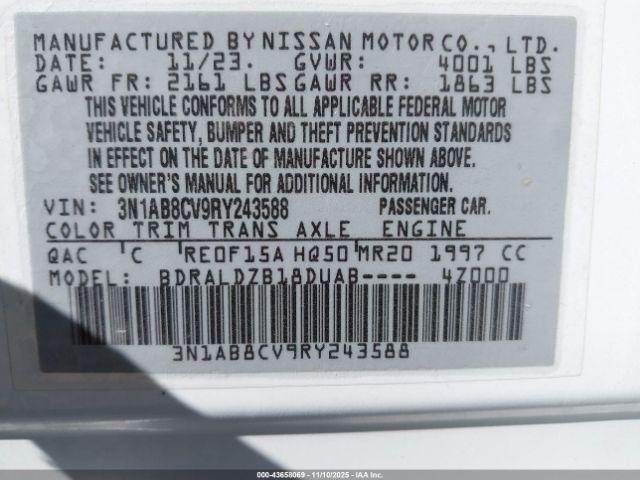 MANUFACTURED BY NISSAN MOTOR CO., LTD.
DATE: 11/23. GVWR: 4001 LBS
GAWR FR: 2161 LBS GAWR RR: 1863 LBS
THIS VEHICLE CONFORMS TO ALL APPLICABLE FEDERAL MOTOR
VEHICLE SAFETY, BUMPER AND THEFT PREVENTION STANDARDS
IN EFFECT ON THE DATE OF MANUFACTURE SHOWN ABOVE.
SEE OWNER'S MANUAL FOR ADDITIONAL INFORMATION.
VIN: 3N1AB8CV9RY243588 PASSENGER CAR.
COLOR TRIM TRANS AXLE ENGINE
QAC C RE0F15A HQ50 MR20 1997 CC
MODEL: BDRALDZB18DUAB---- 4Z000
3N1AB8CV9RY243588
000-43658069 - 11/10/2025 - IAA, Inc.